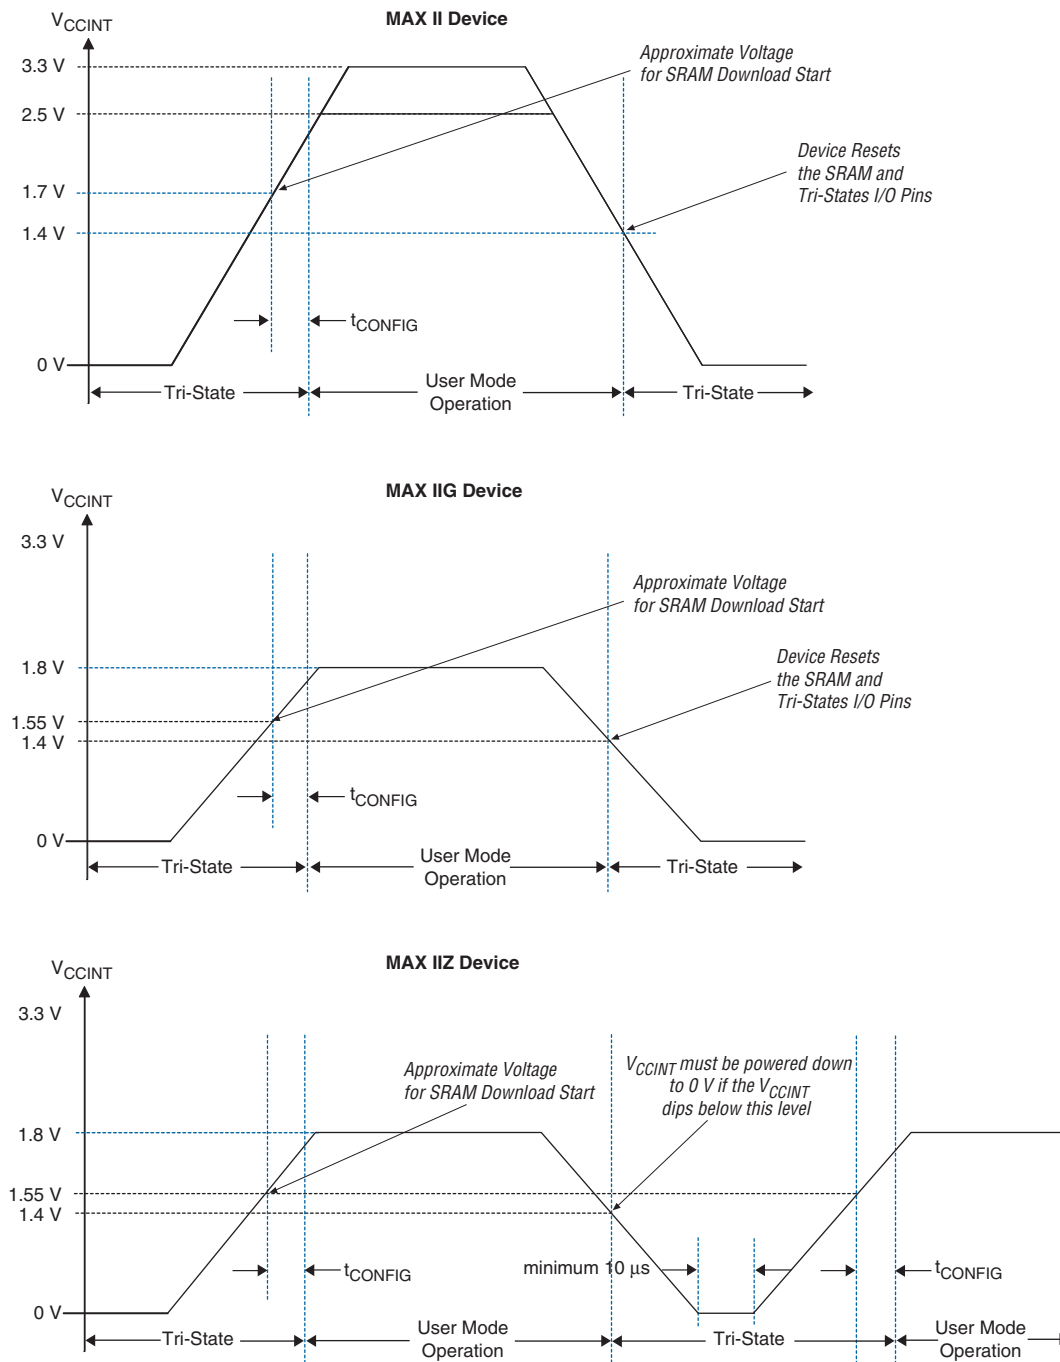 MAX II Device
VCCINT
3.3 V
2.5 V
1.7 V
1.4 V
0 V
Approximate Voltage
for SRAM Download Start
Device Resets
the SRAM and
Tri-States I/O Pins
tCONFIG
Tri-State
User Mode
Operation
Tri-State
MAX IIG Device
VCCINT
3.3 V
1.8 V
1.55 V
1.4 V
0 V
Approximate Voltage
for SRAM Download Start
Device Resets
the SRAM and
Tri-States I/O Pins
tCONFIG
Tri-State
User Mode
Operation
Tri-State
MAX IIZ Device
VCCINT
3.3 V
1.8 V
1.55 V
1.4 V
0 V
Approximate Voltage
for SRAM Download Start
VCCINT must be powered down
to 0 V if the VCCINT
dips below this level
tCONFIG
minimum 10 µs
tCONFIG
Tri-State
User Mode
Operation
Tri-State
User Mode
Operation